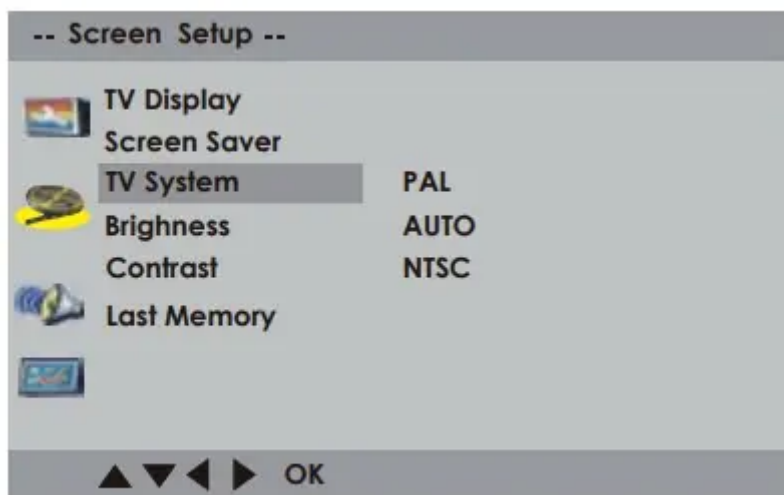 -- Screen Setup --
TV Display
Screen Saver
TV System PAL
Brighness AUTO
Contrast NTSC
Last Memory
OK